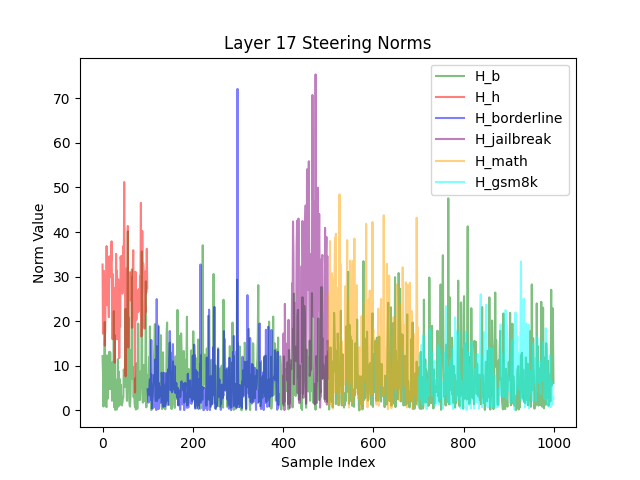 Layer 17 Steering Norms
H_b
H_h
H_borderline
H_jailbreak
H_math
H_gsm8k
Norm Value
70
60
50
40
30
20
10
0
0 200 400 600 800 1000
Sample Index